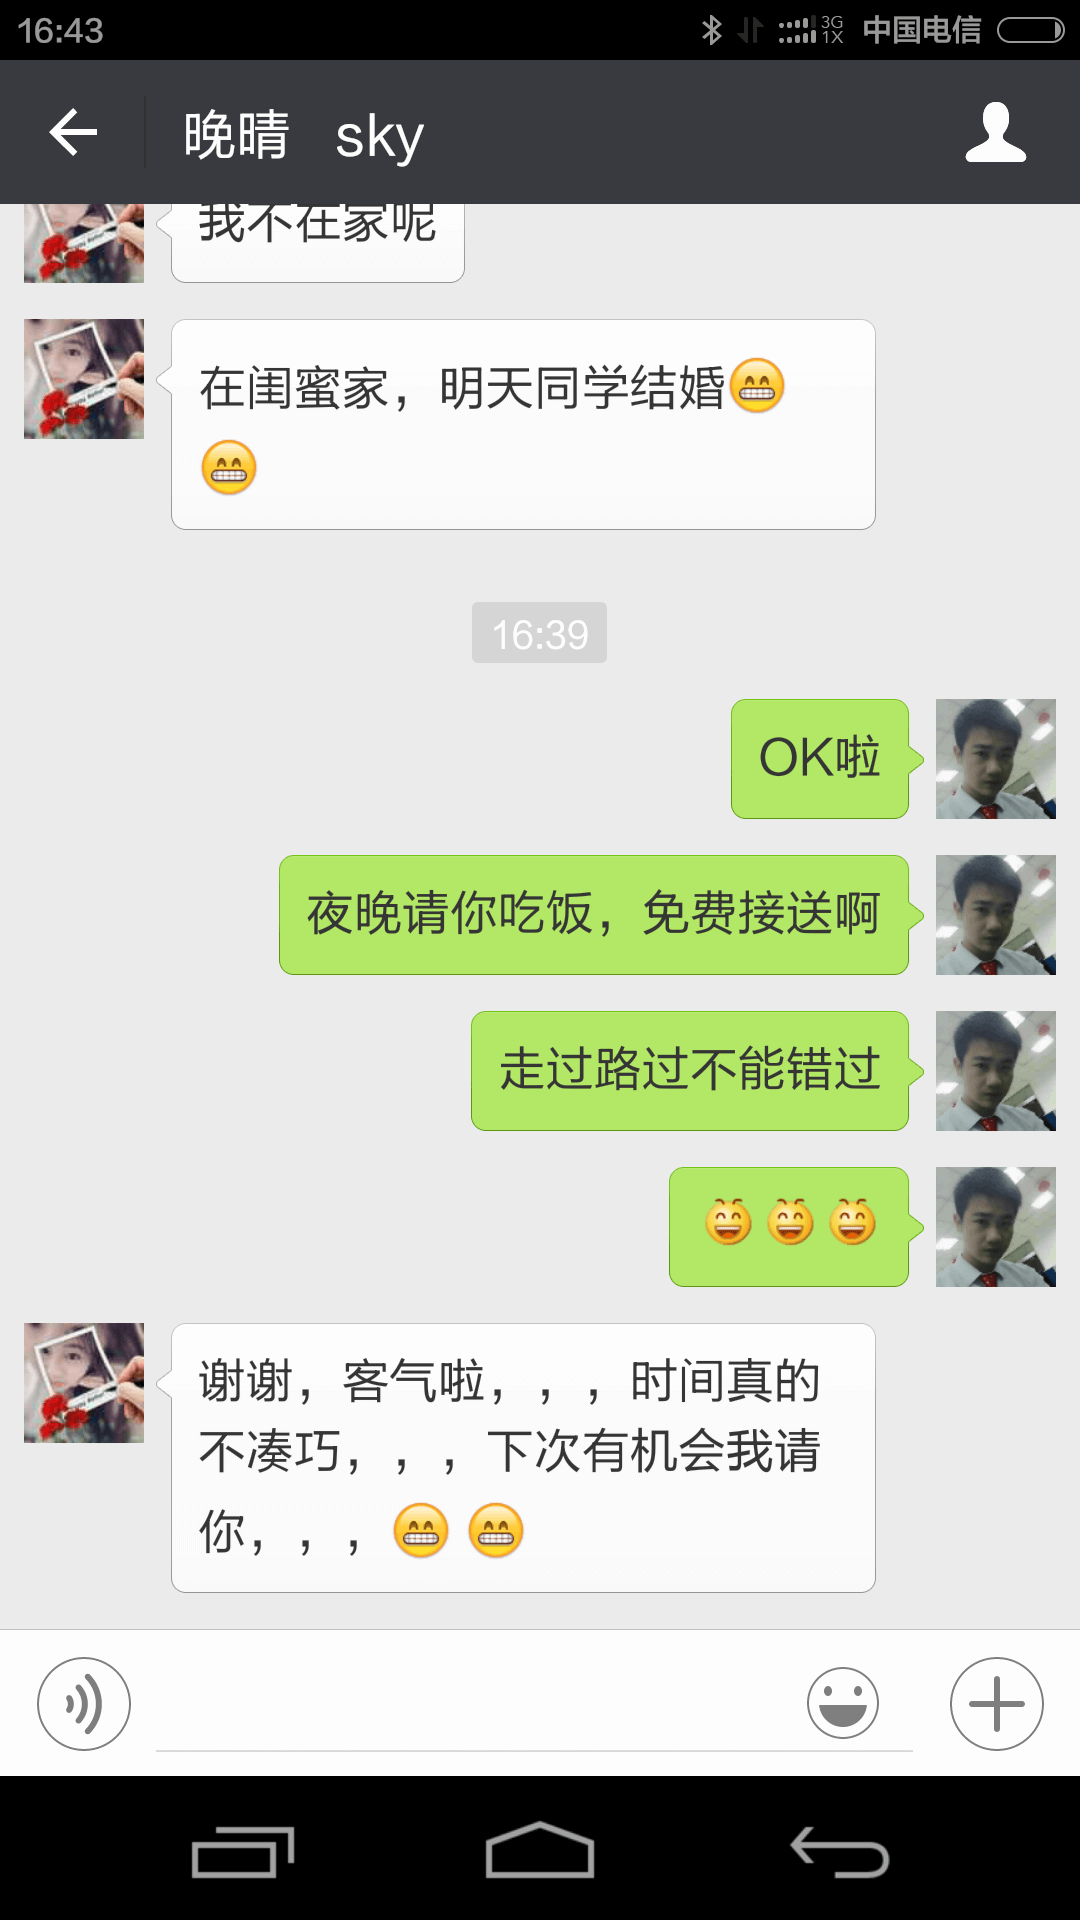 16:43
3G
1X
中国电信
晚晴 sky
我不在家呢
在闺蜜家，明天同学结婚😁
😁
16:39
OK啦
夜晚请你吃饭，免费接送啊
走过路过不能错过
😄😄😄
谢谢，客气啦，，，时间真的
不凑巧，，，下次有机会我请
你，，，😁😁